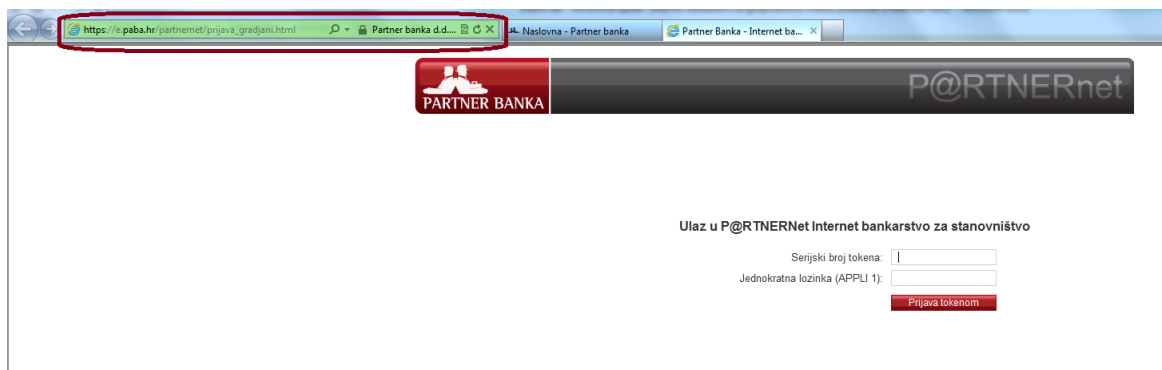 https://e.paba.hr/partnernet/prijava_gradjani.html Partner banka d.d....
Naslovna - Partner banka
Partner Banka - Internet ba...
PARTNER BANKA
P@RTNERnet
Ulaz u P@RTNERNet Internet bankarstvo za stanovništvo
Serijski broj tokena:
Jednokratna lozinka (APPLI 1):
Prijava tokenom